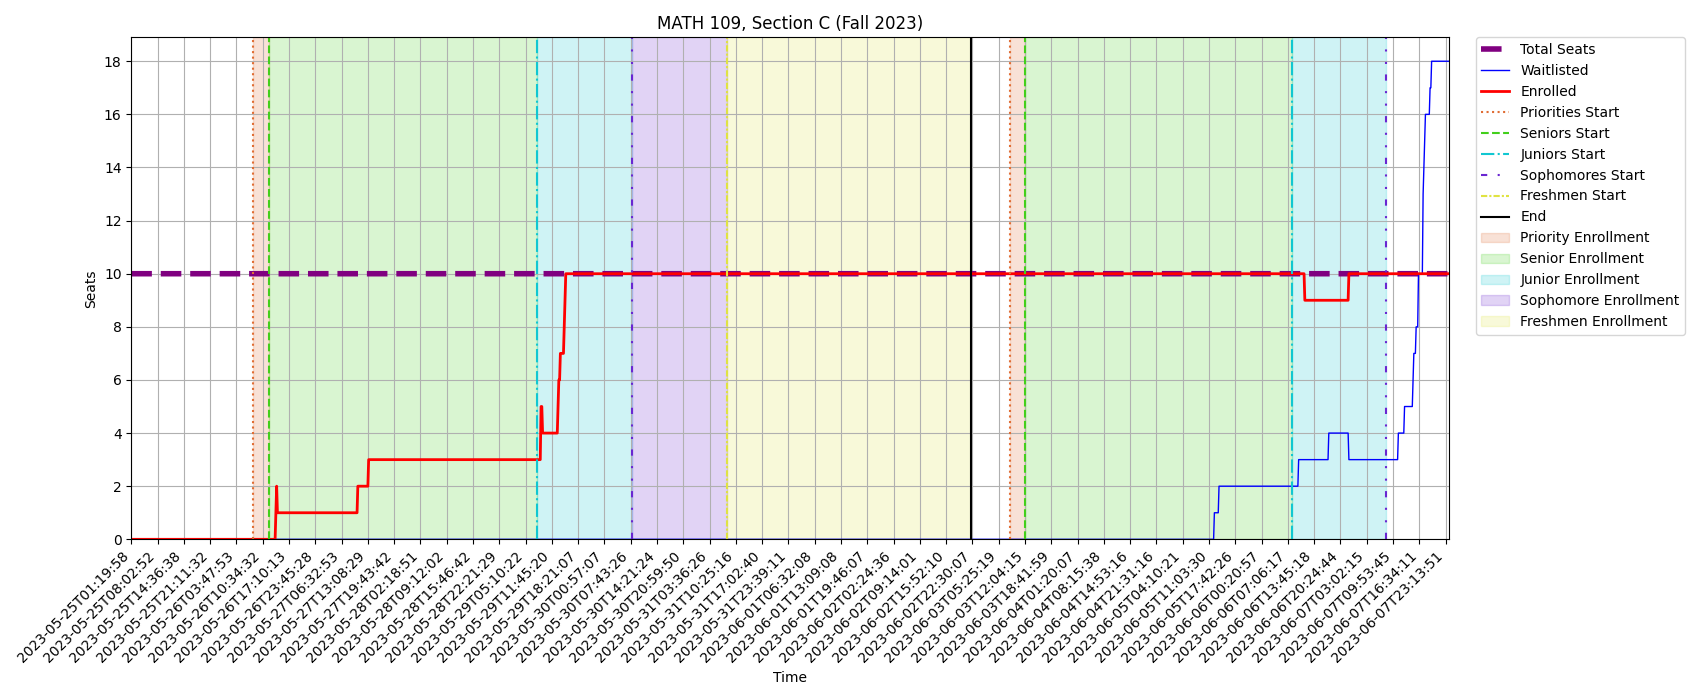 MATH 109, Section C (Fall 2023)
Seats
18
16
14
12
10
8
6
4
2
0
2023-05-25T01:19:58
2023-05-25T08:02:52
2023-05-25T14:36:38
2023-05-25T21:11:32
2023-05-26T03:47:53
2023-05-26T10:34:32
2023-05-26T17:10:13
2023-05-26T23:45:28
2023-05-27T06:32:53
2023-05-27T13:08:29
2023-05-27T19:43:42
2023-05-28T02:18:51
2023-05-28T09:12:02
2023-05-28T15:46:42
2023-05-28T22:21:29
2023-05-29T05:10:22
2023-05-29T11:45:20
2023-05-29T18:21:07
2023-05-30T00:57:07
2023-05-30T07:43:26
2023-05-30T14:21:24
2023-05-30T20:59:50
2023-05-31T03:36:26
2023-05-31T10:25:16
2023-05-31T17:02:40
2023-05-31T23:39:11
2023-06-01T06:32:08
2023-06-01T13:09:08
2023-06-01T19:46:07
2023-06-02T02:24:36
2023-06-02T09:14:01
2023-06-02T15:52:10
2023-06-02T22:30:07
2023-06-03T05:25:19
2023-06-03T12:04:15
2023-06-03T18:41:59
2023-06-04T01:20:07
2023-06-04T08:15:38
2023-06-04T14:53:16
2023-06-04T21:31:16
2023-06-05T04:10:21
2023-06-05T11:03:30
2023-06-05T17:42:26
2023-06-06T00:20:57
2023-06-06T07:06:17
2023-06-06T13:45:18
2023-06-06T20:24:44
2023-06-07T03:02:15
2023-06-07T09:53:45
2023-06-07T16:34:11
2023-06-07T23:13:51
Time
Total Seats
Waitlisted
Enrolled
Priorities Start
Seniors Start
Juniors Start
Sophomores Start
Freshmen Start
End
Priority Enrollment
Senior Enrollment
Junior Enrollment
Sophomore Enrollment
Freshmen Enrollment